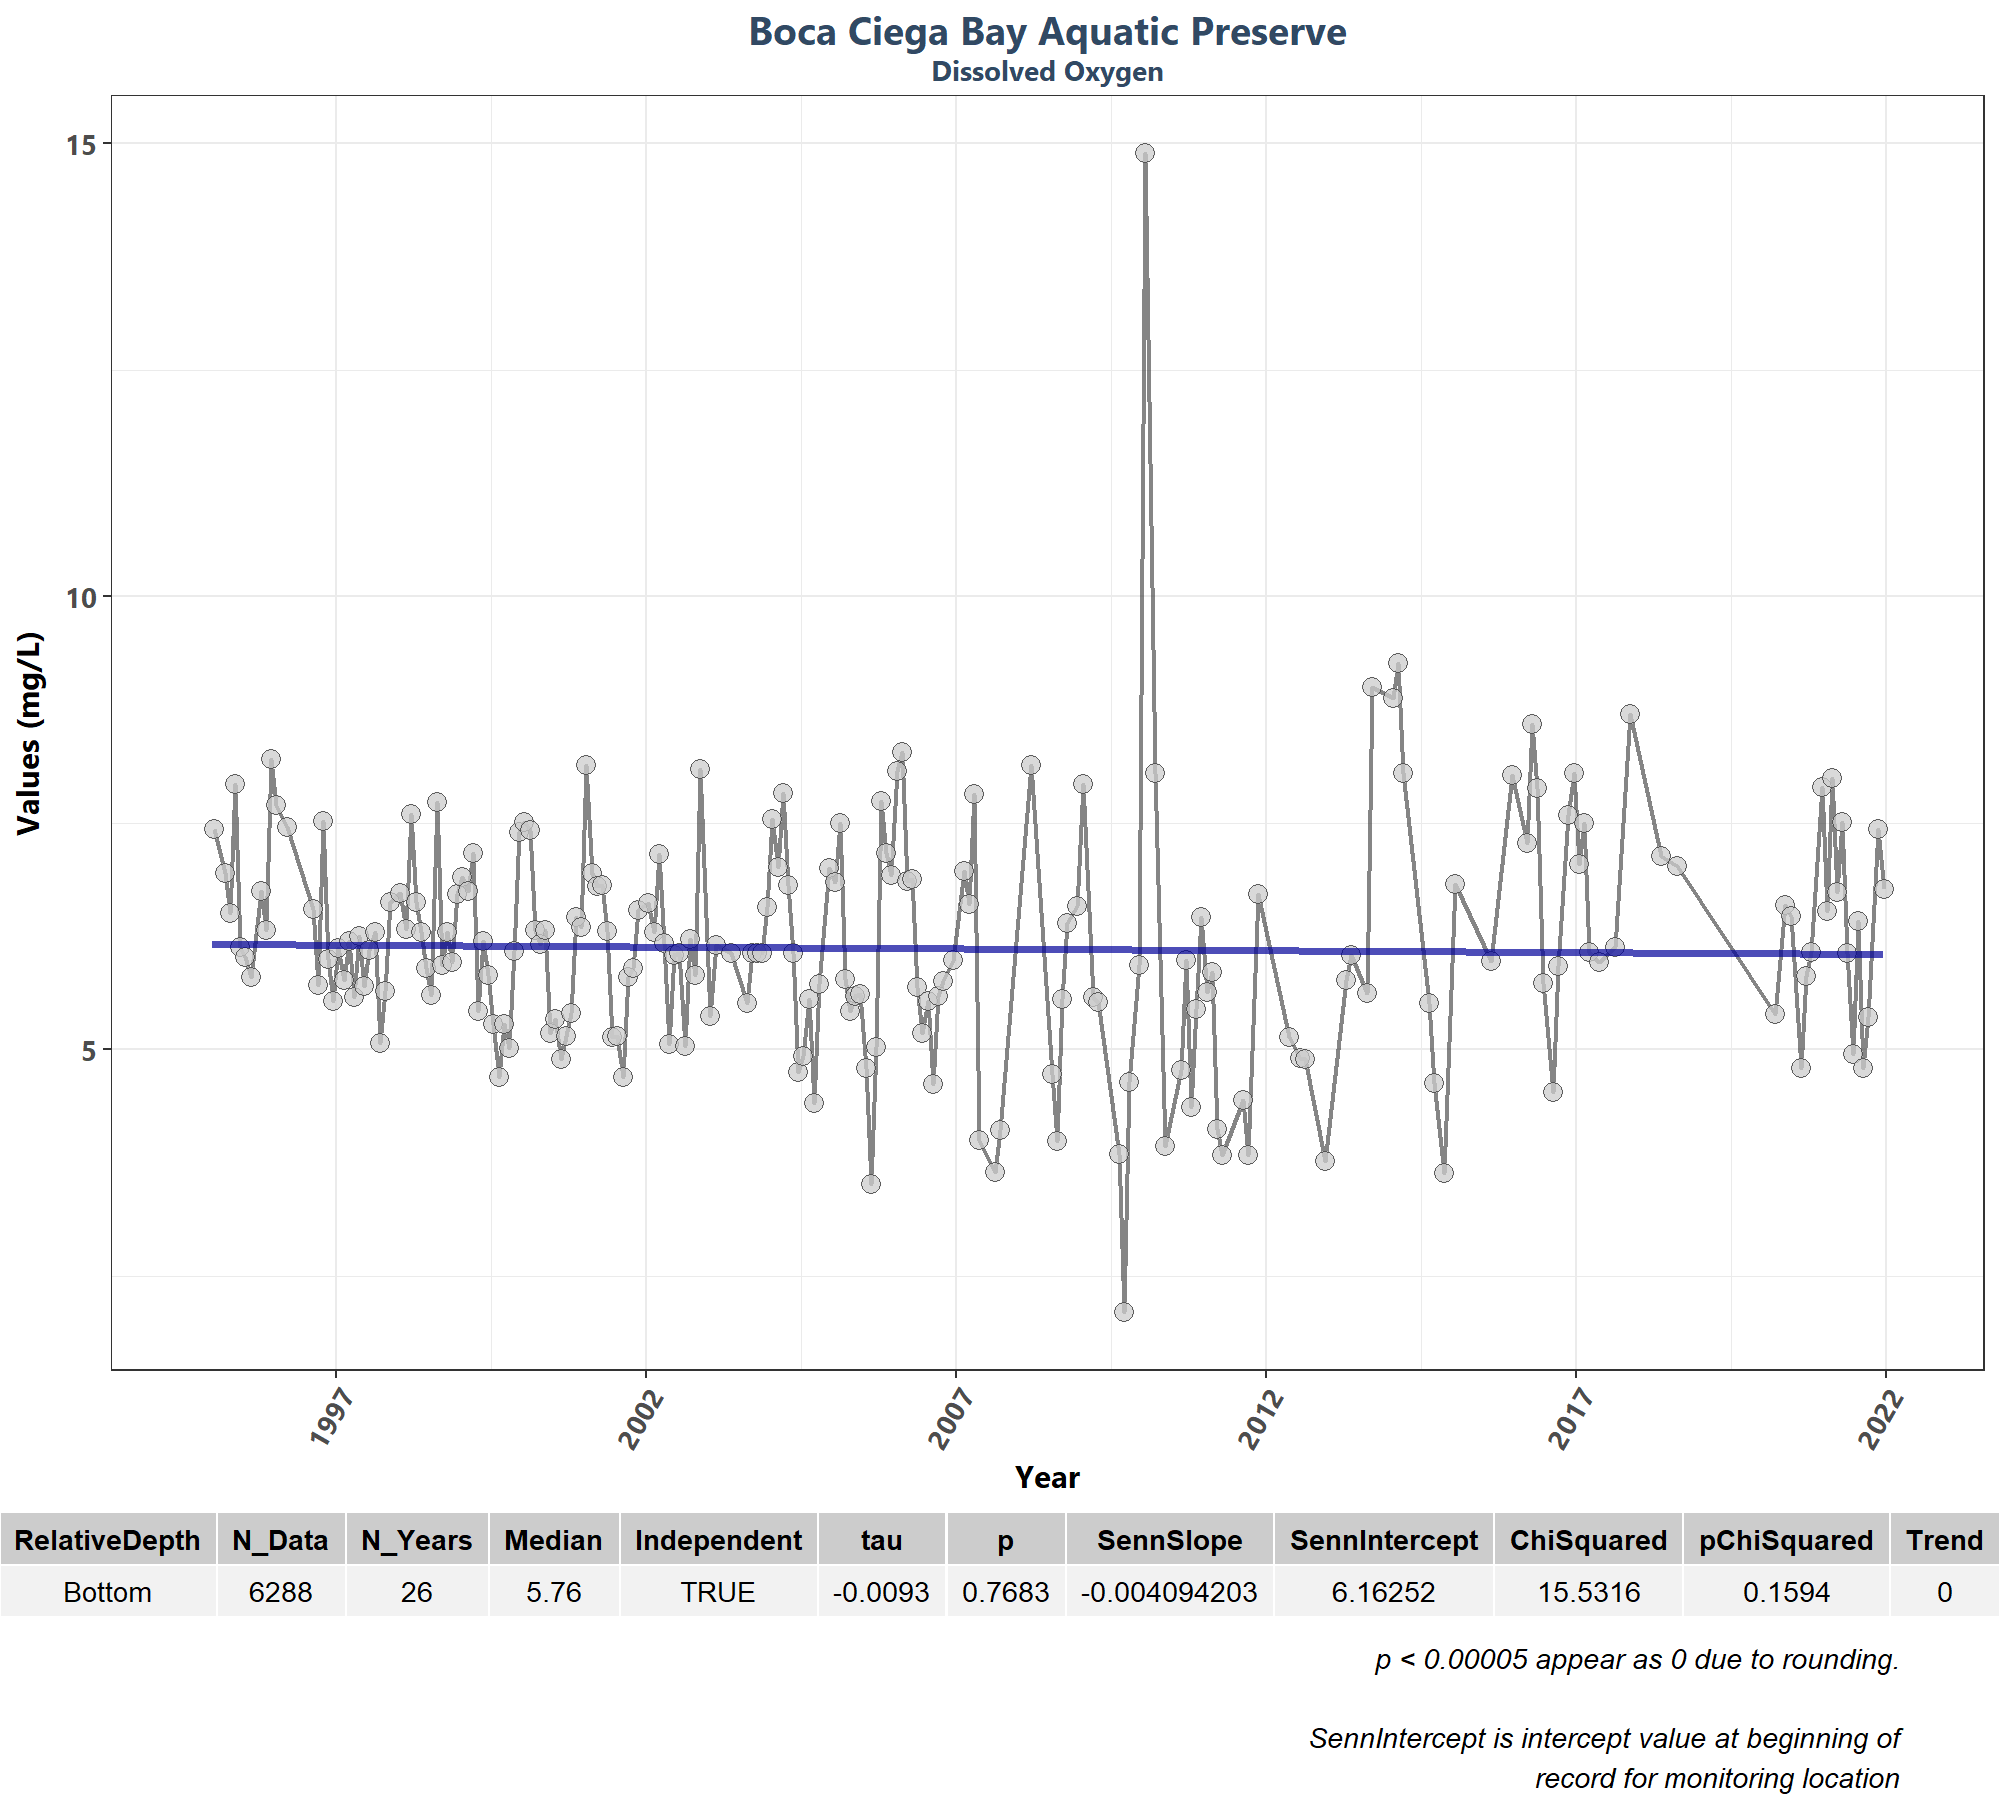 Boca Ciega Bay Aquatic Preserve
Dissolved Oxygen
Values (mg/L)
15
10
5
1997
2002
2007
2012
2017
2022
Year
RelativeDepth N_Data N_Years Median Independent tau p SennSlope SennIntercept ChiSquared pChiSquared Trend
Bottom 6288 26 5.76 TRUE -0.0093 0.7683 -0.004094203 6.16252 15.5316 0.1594 0
p < 0.00005 appear as 0 due to rounding.
SennIntercept is intercept value at beginning of
record for monitoring location